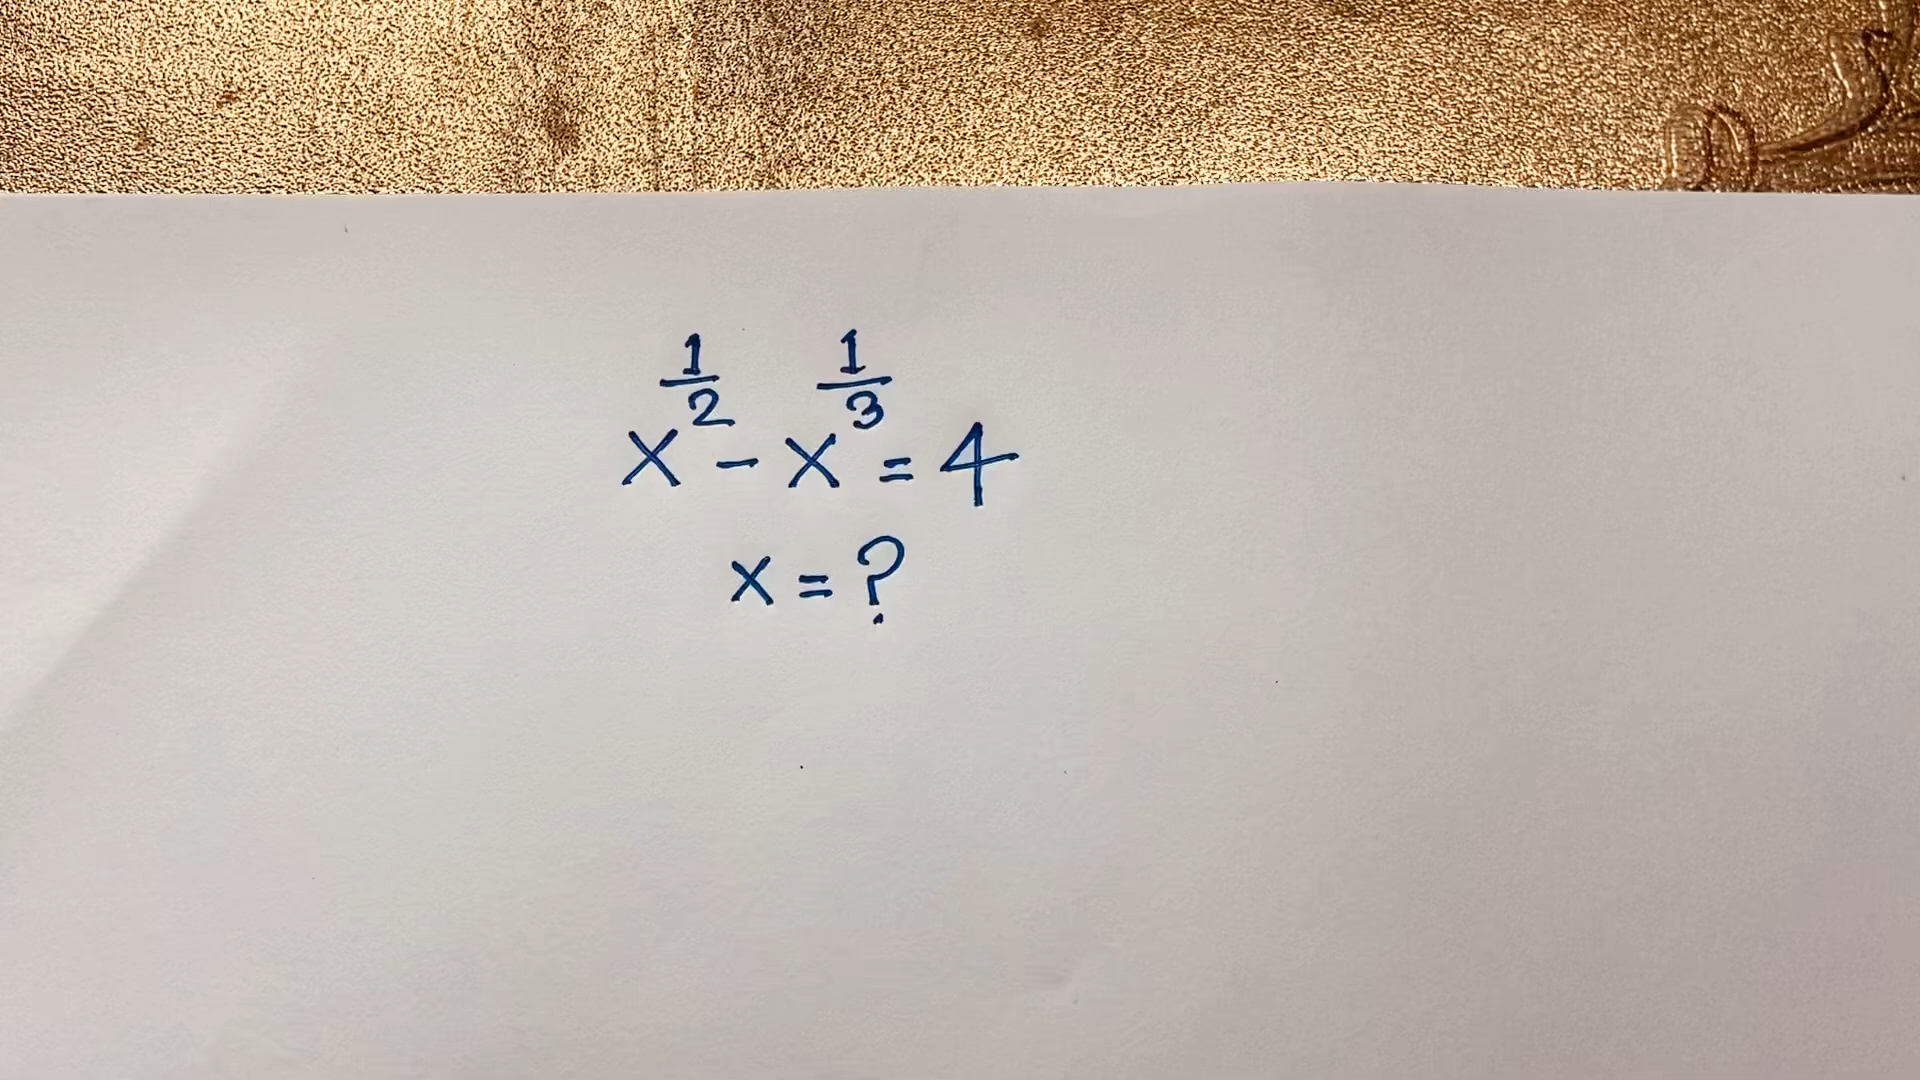 x^(1/2) - x^(1/3) = 4
x = ?